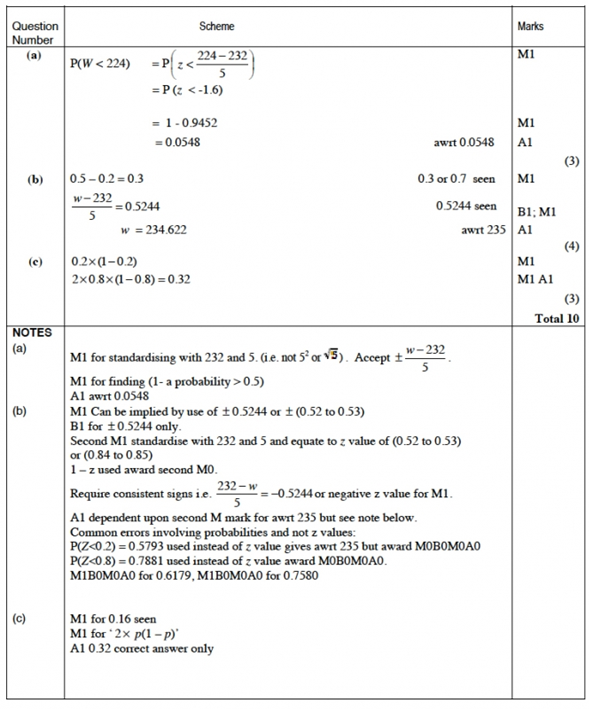 Question Number Scheme Marks
(a) P(W < 224) = P( z < (224 − 232)/5 ) M1
= P (z < -1.6)
= 1 - 0.9452 M1
= 0.0548 awrt 0.0548 A1
(3)
(b) 0.5 – 0.2 = 0.3 0.3 or 0.7 seen M1
(w − 232)/5 = 0.5244 0.5244 seen B1; M1
w = 234.622 awrt 235 A1
(4)
(c) 0.2×(1−0.2) M1
2×0.8×(1−0.8) = 0.32 M1 A1
(3)
Total 10
NOTES
(a)
M1 for standardising with 232 and 5. (i.e. not 5² or √5). Accept ± (w − 232)/5 .
M1 for finding (1- a probability > 0.5)
A1 awrt 0.0548
(b) M1 Can be implied by use of ± 0.5244 or ± (0.52 to 0.53)
B1 for ± 0.5244 only.
Second M1 standardise with 232 and 5 and equate to z value of (0.52 to 0.53)
or (0.84 to 0.85)
1 – z used award second M0.
Require consistent signs i.e. (232 − w)/5 = −0.5244 or negative z value for M1.
A1 dependent upon second M mark for awrt 235 but see note below.
Common errors involving probabilities and not z values:
P(Z<0.2) = 0.5793 used instead of z value gives awrt 235 but award M0B0M0A0
P(Z<0.8) = 0.7881 used instead of z value award M0B0M0A0.
M1B0M0A0 for 0.6179, M1B0M0A0 for 0.7580
(c) M1 for 0.16 seen
M1 for ‘ 2× p(1 – p)’
A1 0.32 correct answer only